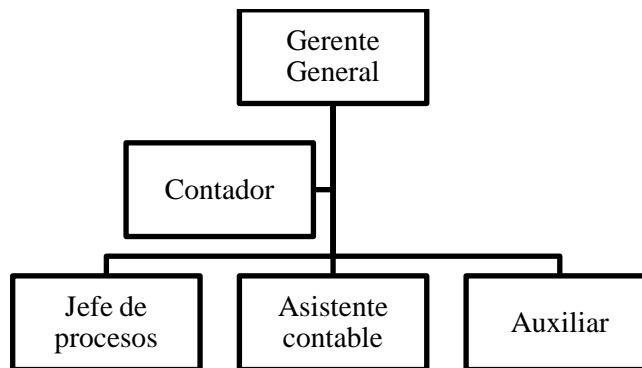 Gerente
General
Contador
Jefe de
procesos
Asistente
contable
Auxiliar